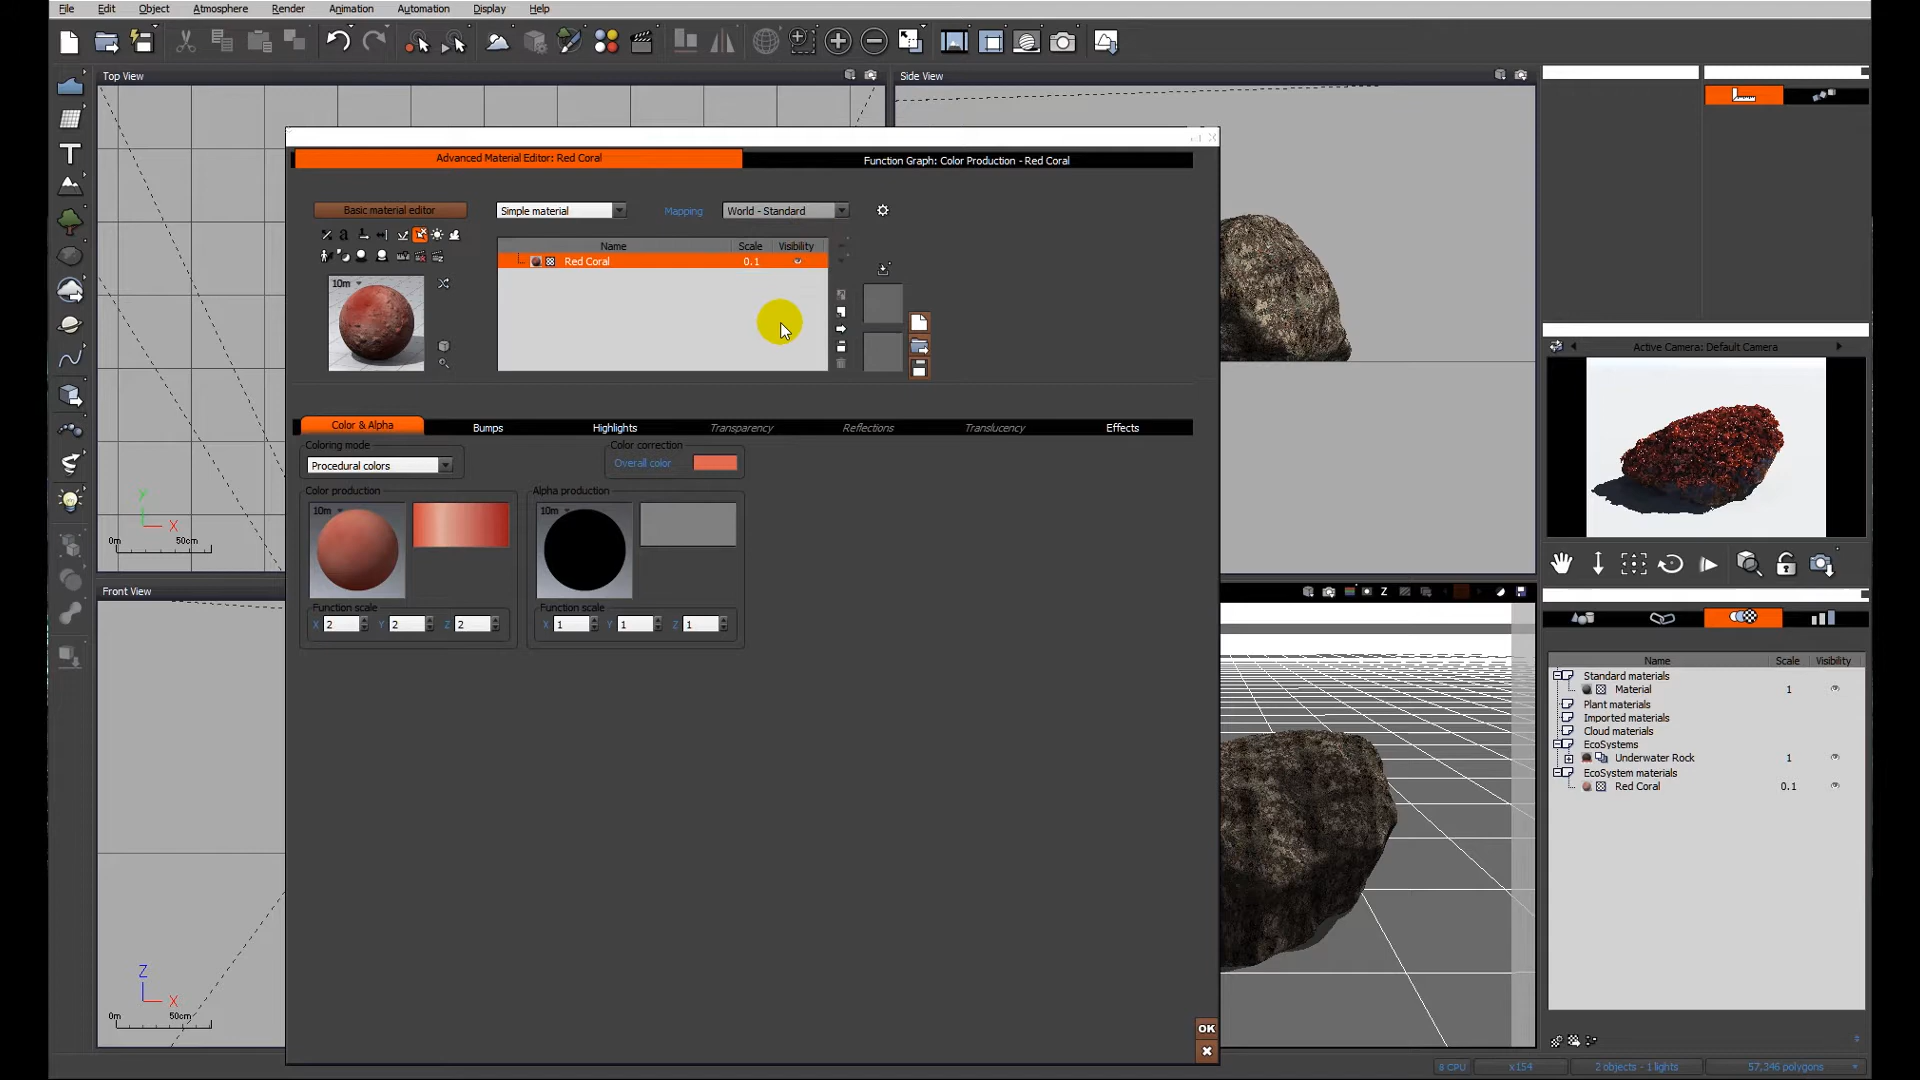 File Edit Object Atmosphere Render Animation Automation Display Help
Top View
Side View
Advanced Material Editor: Red Coral
Function Graph: Color Production - Red Coral
Basic material editor
Simple material
Mapping
World - Standard
Name Scale Visibility
Red Coral 0.1
10m
Color & Alpha Bumps Highlights Transparency Reflections Translucency Effects
Coloring mode
Procedural colors
Color correction
Overall color
Color production
10m
Function scale
X 2 Y 2 Z 2
Alpha production
10m
Function scale
X 1 Y 1 Z 1
OK
Y
X
0m 50cm
Front View
Z
X
0m 50cm
Active Camera: Default Camera
Z
Name Scale Visibility
Standard materials
Material 1
Plant materials
Imported materials
Cloud materials
EcoSystems
Underwater Rock 1
EcoSystem materials
Red Coral 0.1
8 CPU x154 2 objects - 1 lights 57,346 polygons